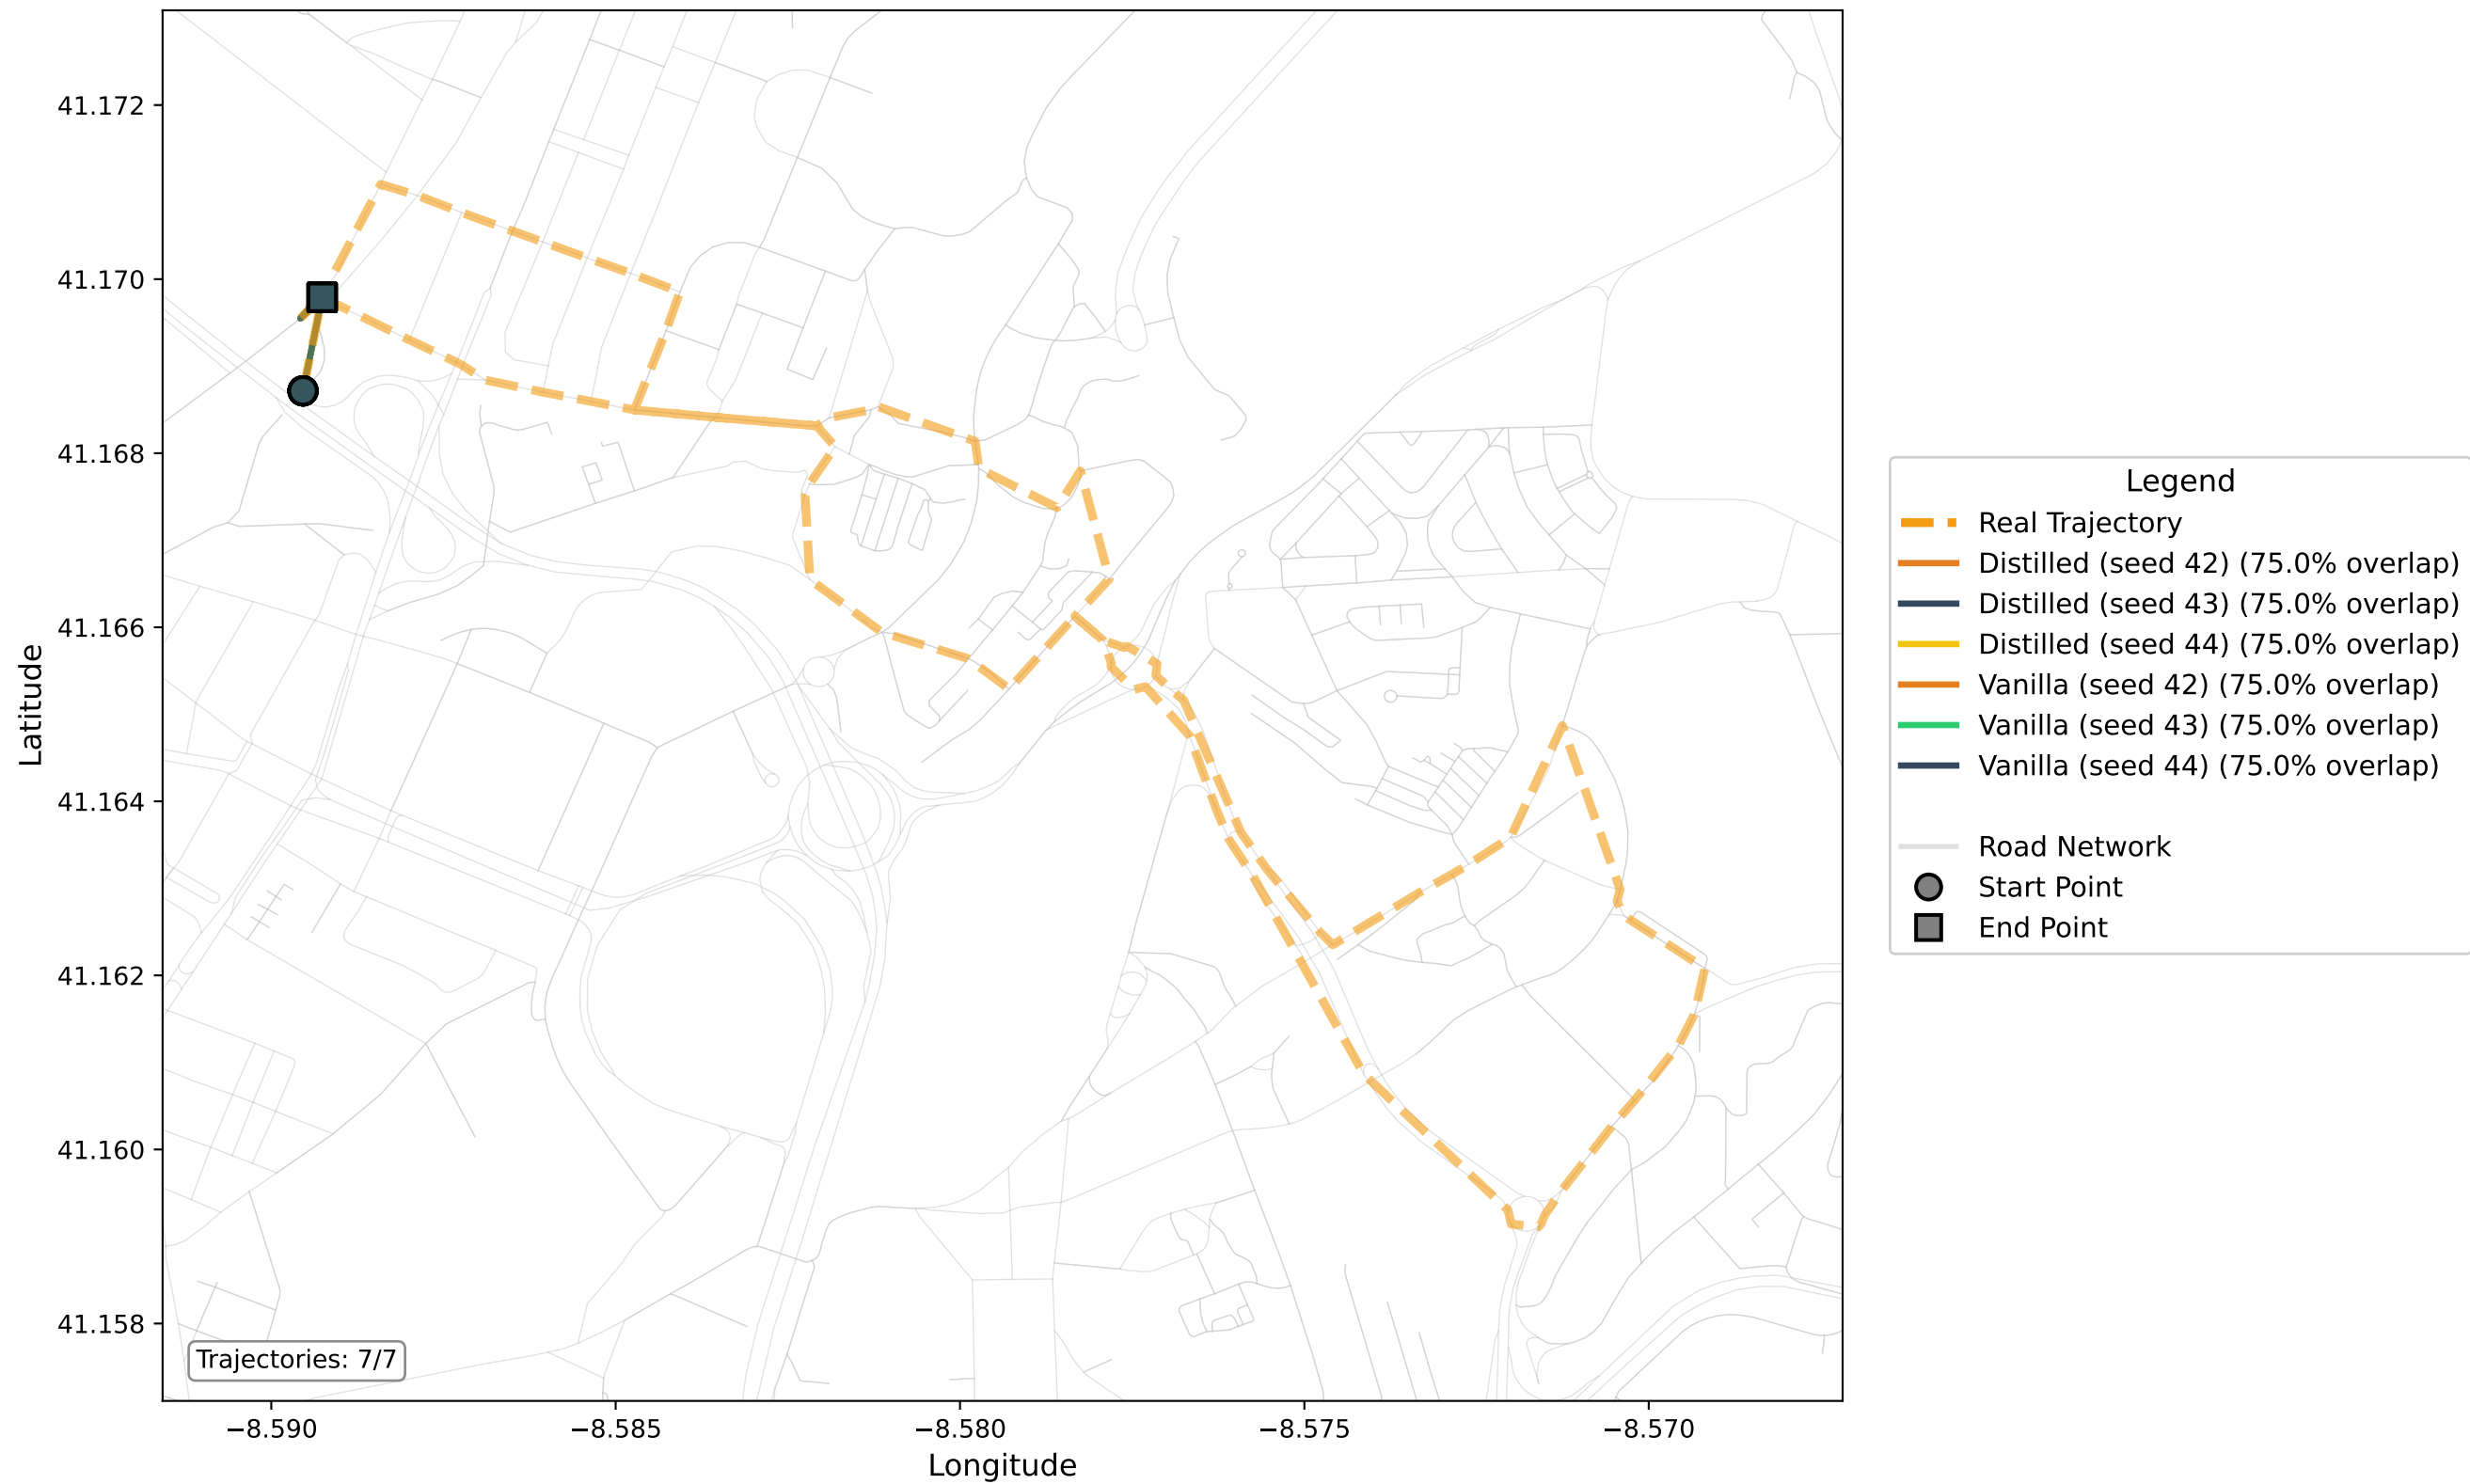 41.172
41.170
41.168
41.166
41.164
41.162
41.160
41.158
Latitude
−8.590
−8.585
−8.580
−8.575
−8.570
Longitude
Trajectories: 7/7
Legend
Real Trajectory
Distilled (seed 42) (75.0% overlap)
Distilled (seed 43) (75.0% overlap)
Distilled (seed 44) (75.0% overlap)
Vanilla (seed 42) (75.0% overlap)
Vanilla (seed 43) (75.0% overlap)
Vanilla (seed 44) (75.0% overlap)
Road Network
Start Point
End Point